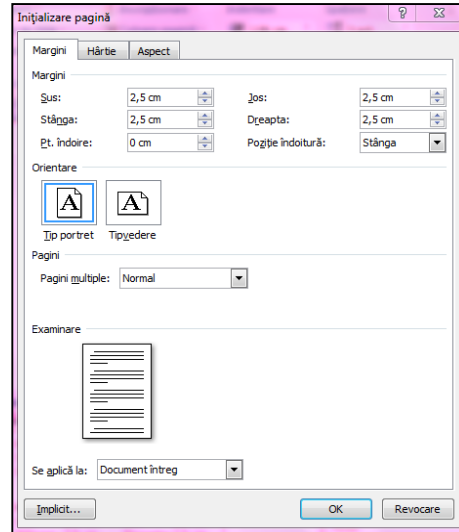 Inițializare pagină
Margini Hârtie Aspect
Margini
Sus: 2,5 cm Jos: 2,5 cm
Stânga: 2,5 cm Dreapta: 2,5 cm
Pt. îndoire: 0 cm Poziție îndoitură: Stânga
Orientare
A A
Tip portret Tipvedere
Pagini
Pagini multiple: Normal
Examinare
Se aplică la: Document întreg
Implicit... OK Revocare